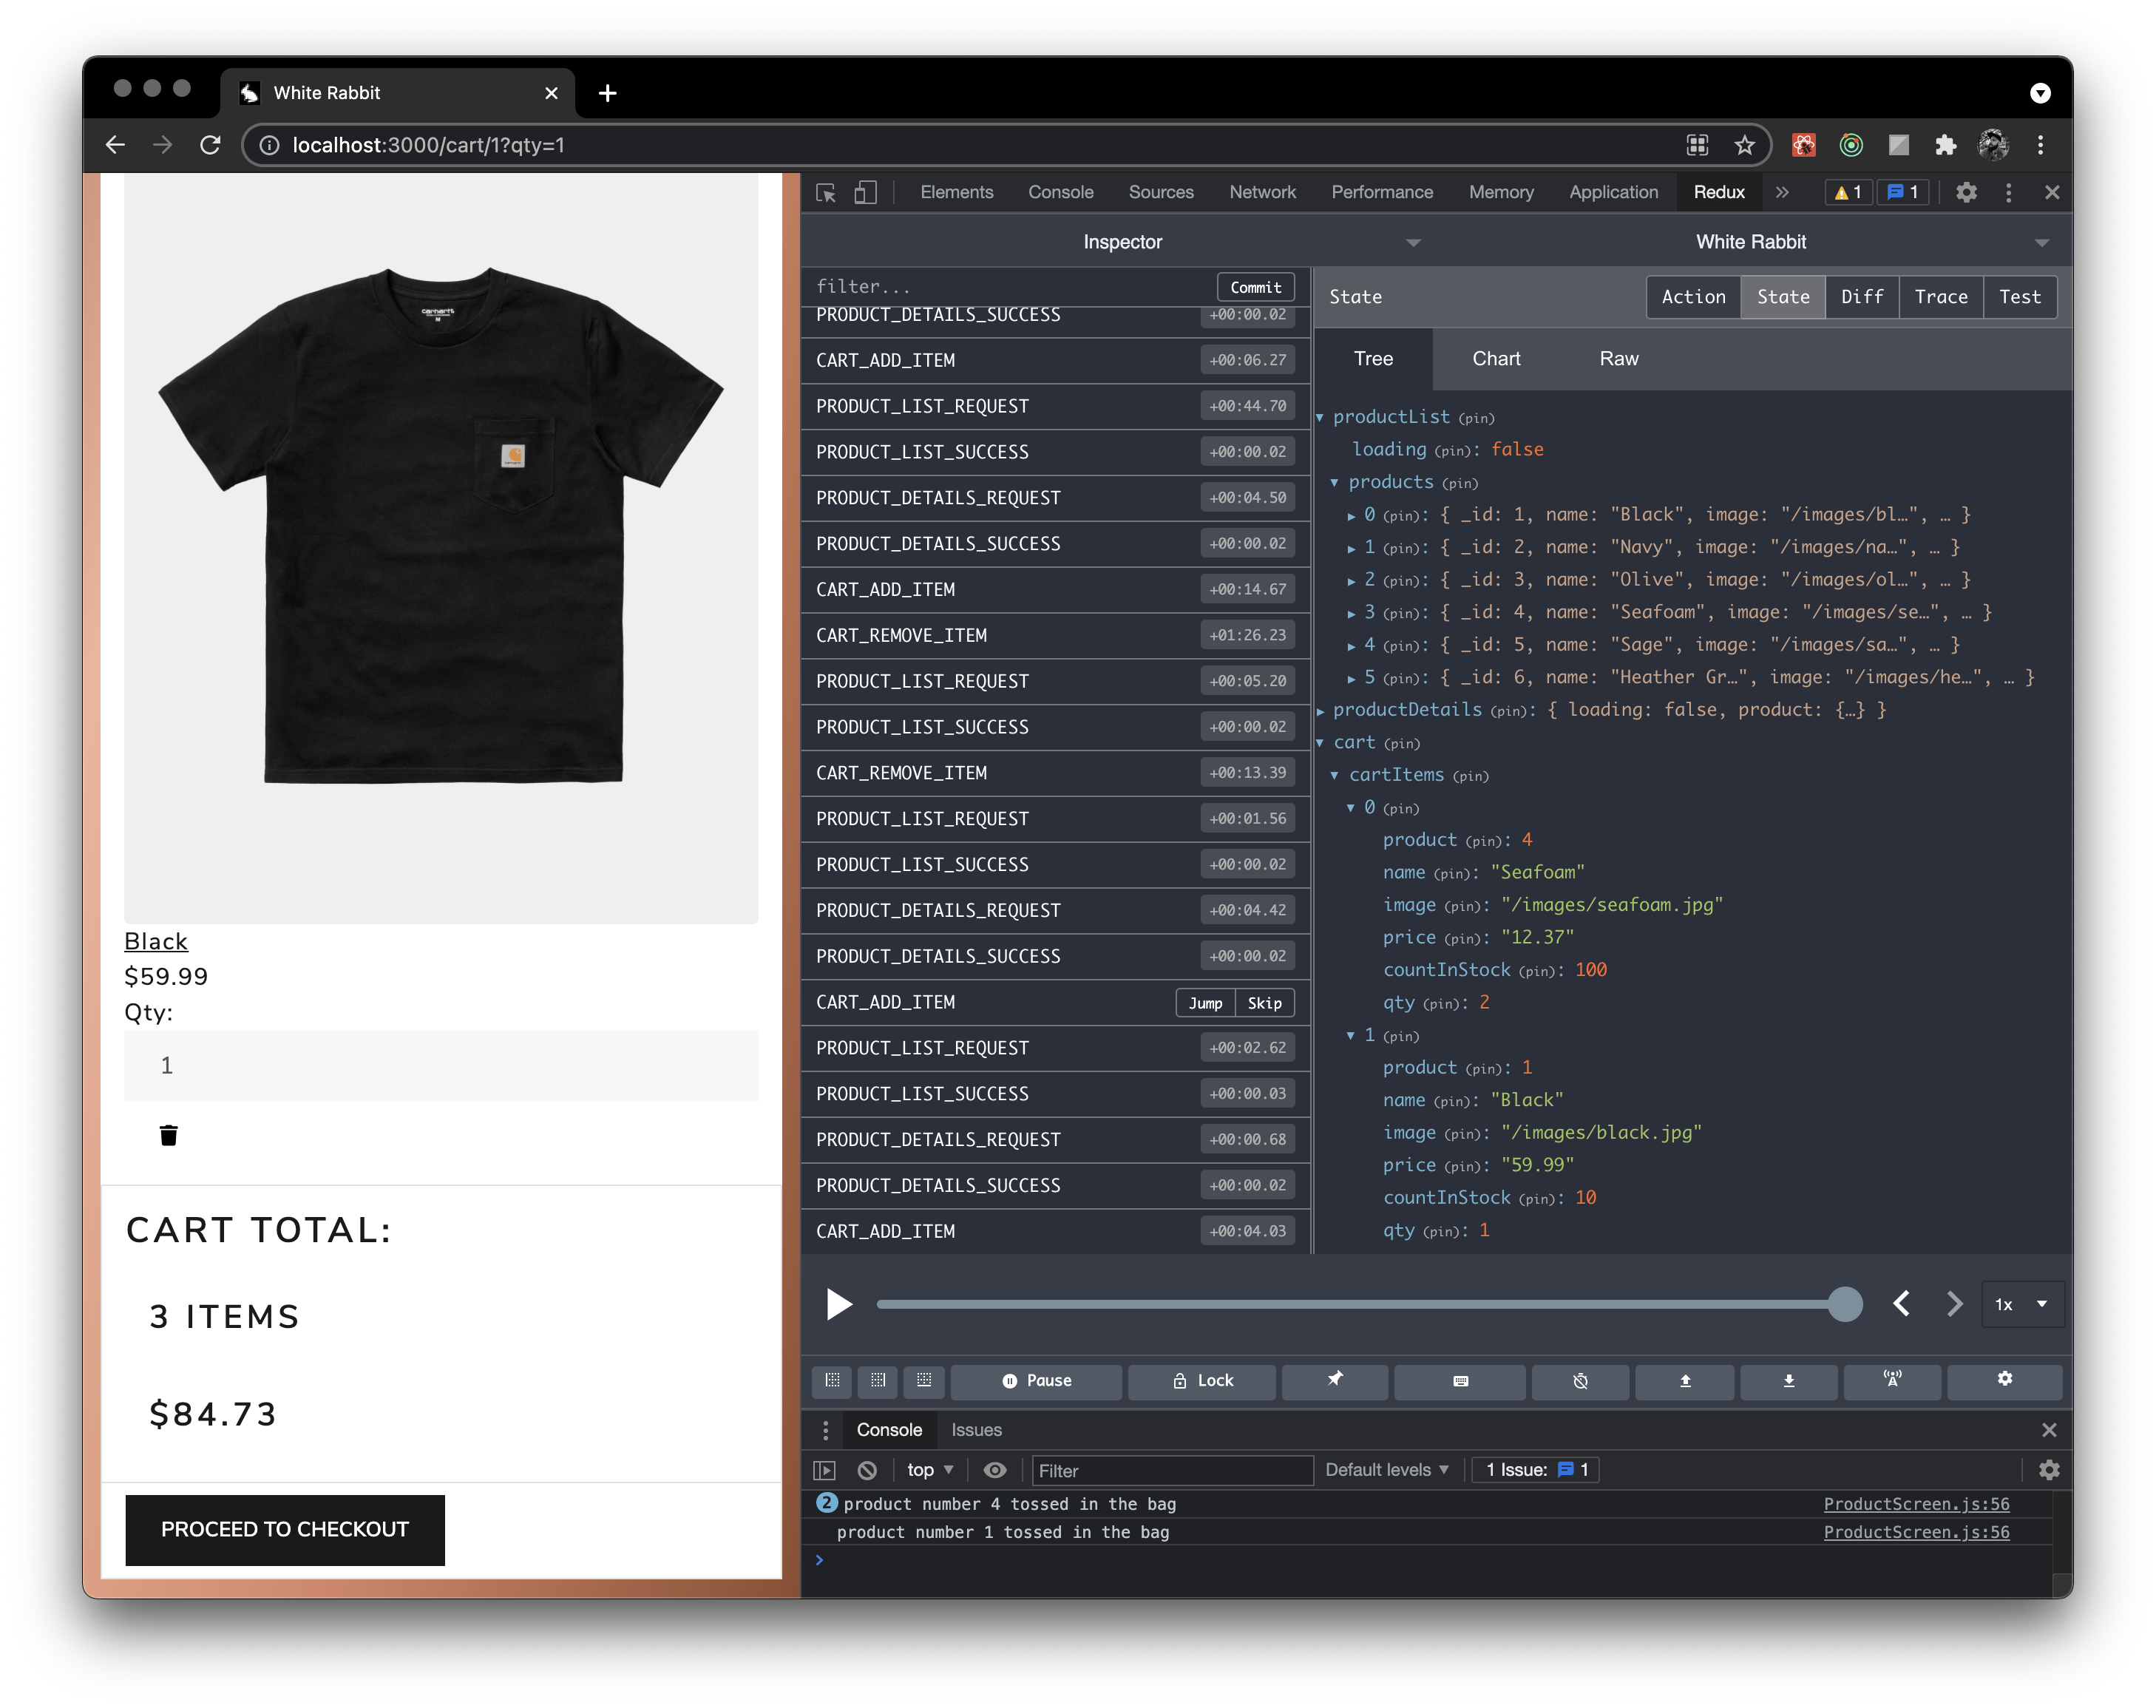 White Rabbit
localhost:3000/cart/1?qty=1
carhartt
M
Black
$59.99
Qty:
1
CART TOTAL:
3 ITEMS
$84.73
PROCEED TO CHECKOUT
Elements Console Sources Network Performance Memory Application Redux » 1 1
Inspector White Rabbit
filter... Commit
PRODUCT_DETAILS_SUCCESS +00:00.02
CART_ADD_ITEM +00:06.27
PRODUCT_LIST_REQUEST +00:44.70
PRODUCT_LIST_SUCCESS +00:00.02
PRODUCT_DETAILS_REQUEST +00:04.50
PRODUCT_DETAILS_SUCCESS +00:00.02
CART_ADD_ITEM +00:14.67
CART_REMOVE_ITEM +01:26.23
PRODUCT_LIST_REQUEST +00:05.20
PRODUCT_LIST_SUCCESS +00:00.02
CART_REMOVE_ITEM +00:13.39
PRODUCT_LIST_REQUEST +00:01.56
PRODUCT_LIST_SUCCESS +00:00.02
PRODUCT_DETAILS_REQUEST +00:04.42
PRODUCT_DETAILS_SUCCESS +00:00.02
CART_ADD_ITEM Jump Skip
PRODUCT_LIST_REQUEST +00:02.62
PRODUCT_LIST_SUCCESS +00:00.03
PRODUCT_DETAILS_REQUEST +00:00.68
PRODUCT_DETAILS_SUCCESS +00:00.02
CART_ADD_ITEM +00:04.03
State Action State Diff Trace Test
Tree Chart Raw
productList (pin)
loading (pin): false
products (pin)
0 (pin): { _id: 1, name: "Black", image: "/images/bl…", … }
1 (pin): { _id: 2, name: "Navy", image: "/images/na…", … }
2 (pin): { _id: 3, name: "Olive", image: "/images/ol…", … }
3 (pin): { _id: 4, name: "Seafoam", image: "/images/se…", … }
4 (pin): { _id: 5, name: "Sage", image: "/images/sa…", … }
5 (pin): { _id: 6, name: "Heather Gr…", image: "/images/he…", … }
productDetails (pin): { loading: false, product: {…} }
cart (pin)
cartItems (pin)
0 (pin)
product (pin): 4
name (pin): "Seafoam"
image (pin): "/images/seafoam.jpg"
price (pin): "12.37"
countInStock (pin): 100
qty (pin): 2
1 (pin)
product (pin): 1
name (pin): "Black"
image (pin): "/images/black.jpg"
price (pin): "59.99"
countInStock (pin): 10
qty (pin): 1
1x
Pause Lock
Console Issues
top Filter Default levels 1 Issue: 1
2 product number 4 tossed in the bag ProductScreen.js:56
product number 1 tossed in the bag ProductScreen.js:56